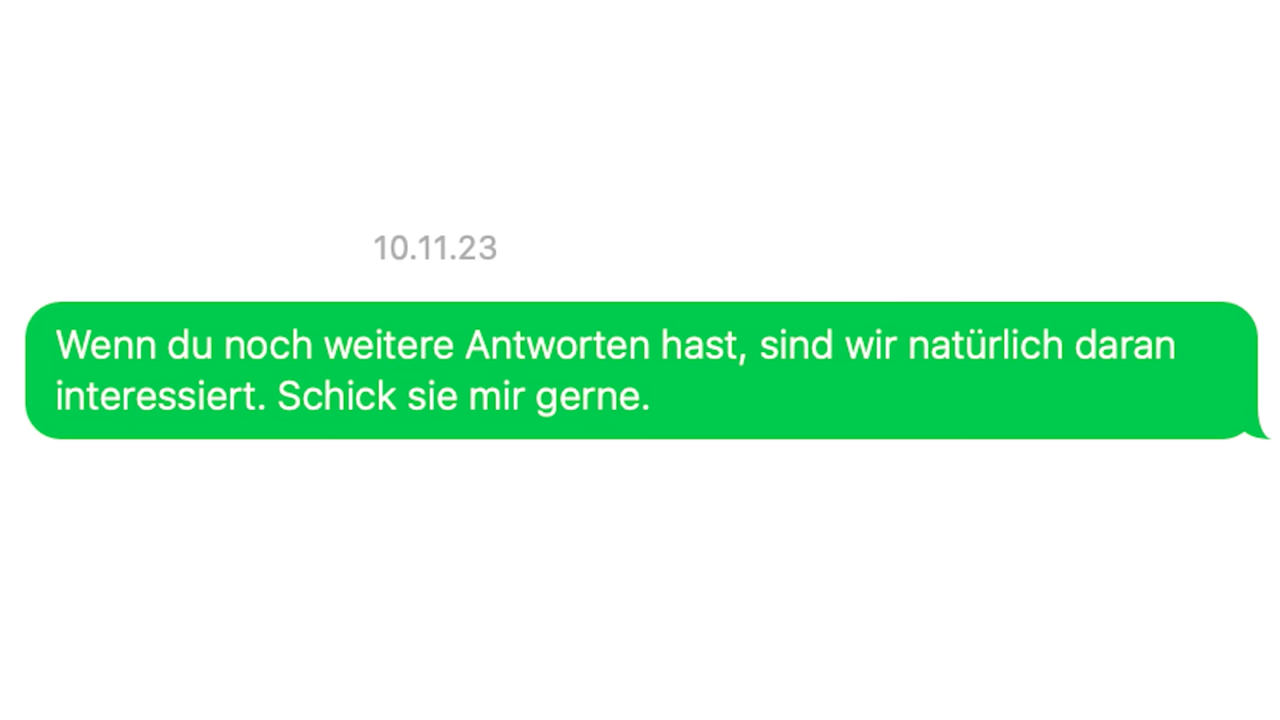 10.11.23
Wenn du noch weitere Antworten hast, sind wir natürlich daran
interessiert. Schick sie mir gerne.